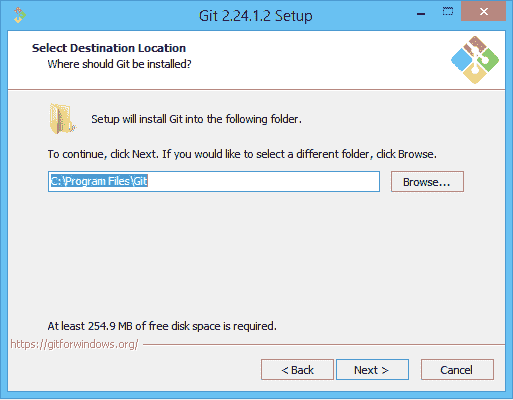 Git 2.24.1.2 Setup
Select Destination Location
Where should Git be installed?
Setup will install Git into the following folder.
To continue, click Next. If you would like to select a different folder, click Browse.
C:\Program Files\Git
Browse...
At least 254.9 MB of free disk space is required.
https://gitforwindows.org/
< Back
Next >
Cancel